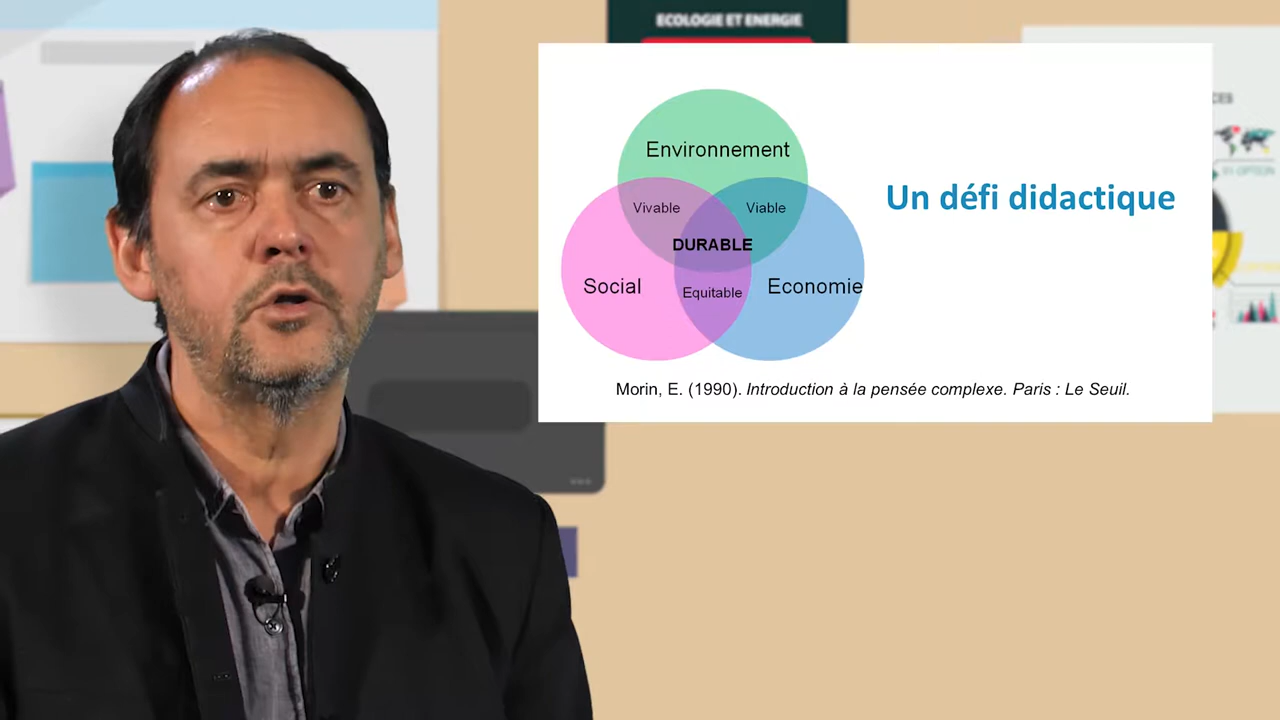 ECOLOGIE ET ENERGIE
Environnement
Un défi didactique
Vivable
Viable
DURABLE
Social
Equitable
Economie
Morin, E. (1990). Introduction à la pensée complexe. Paris : Le Seuil.